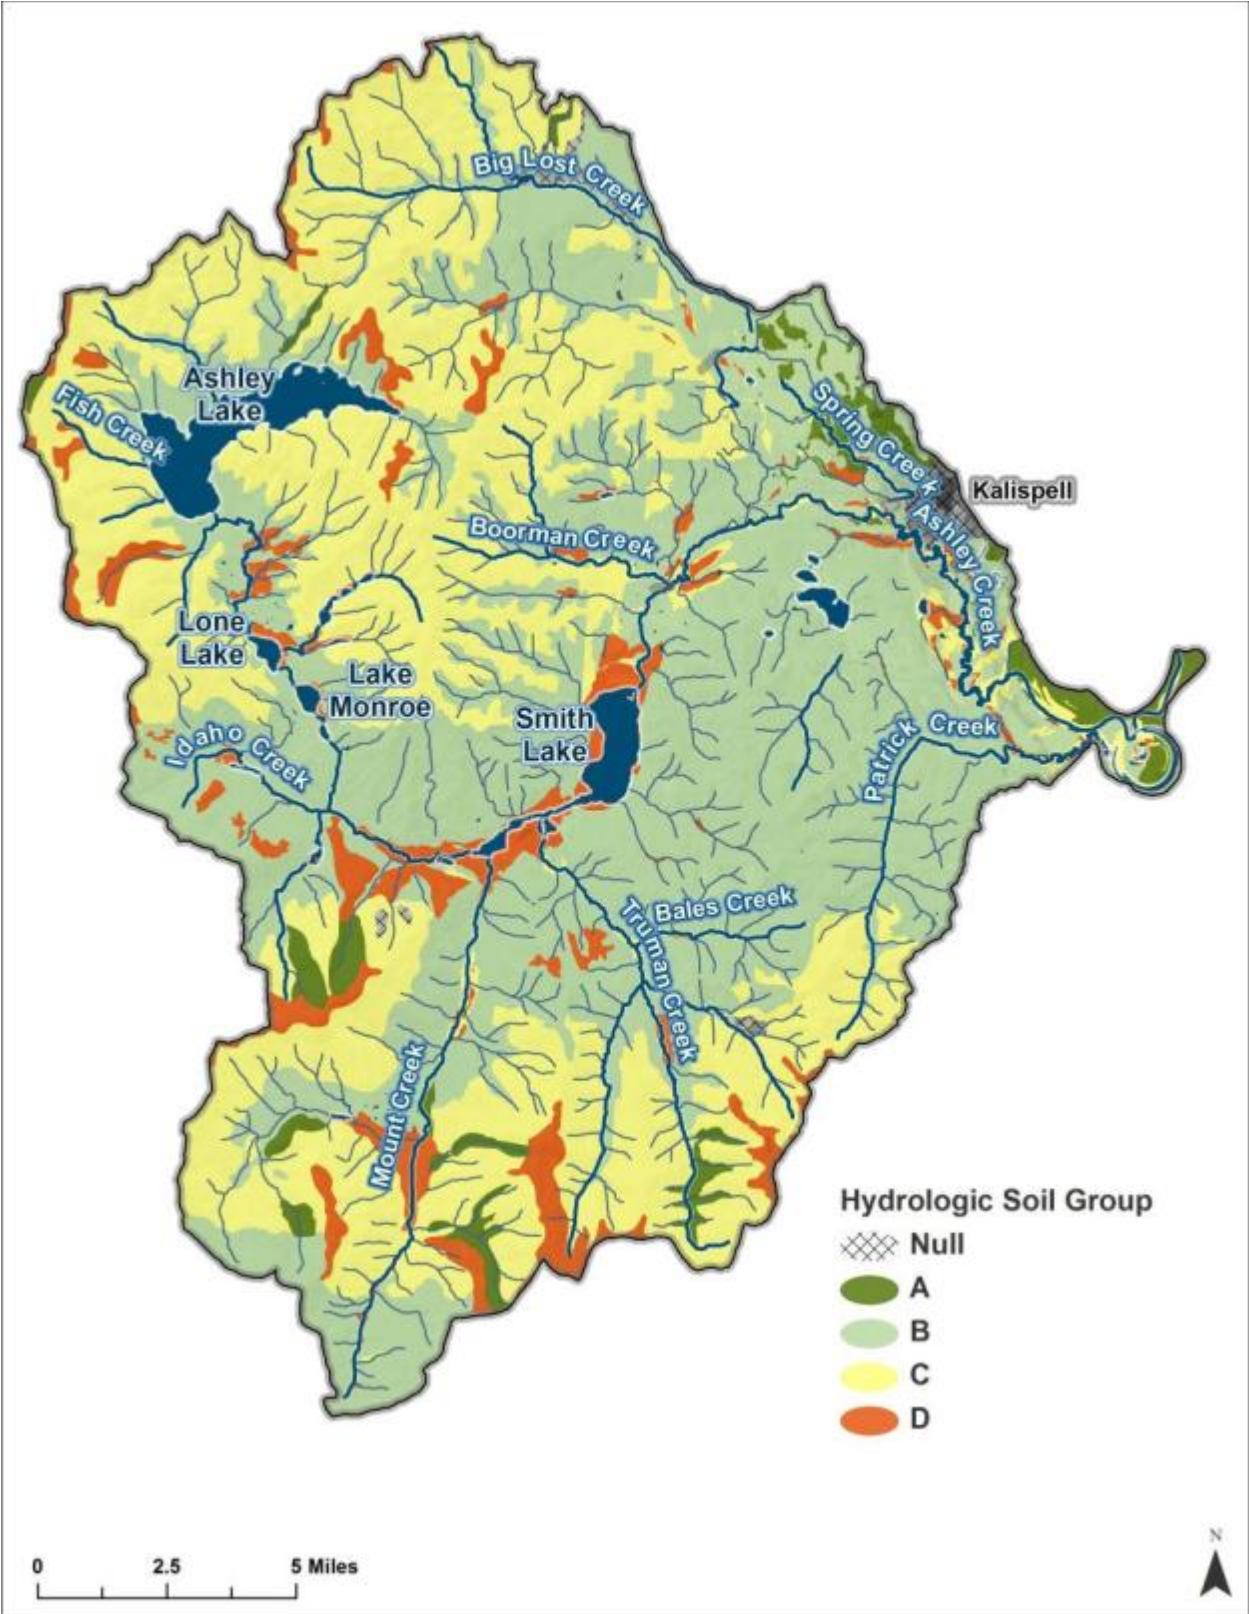 Big Lost Creek
Ashley
Lake
Fish Creek
Spring Creek
Kalispell
Ashley Creek
Boorman Creek
Lone
Lake
Lake
Monroe
Smith
Lake
Idaho Creek
Patrick Creek
Bales Creek
Truman Creek
Mount Creek
Hydrologic Soil Group
Null
A
B
C
D
N
0 2.5 5 Miles